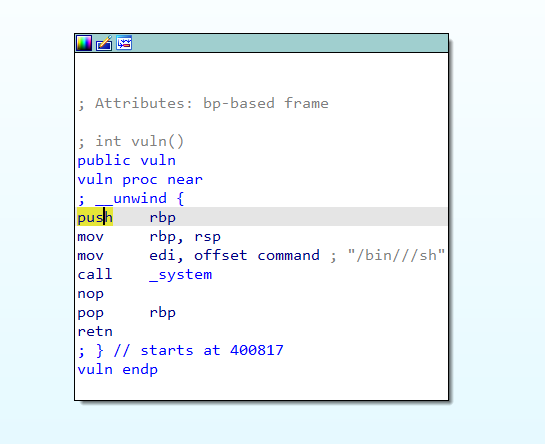 ; Attributes: bp-based frame
; int vuln()
public vuln
vuln proc near
; __unwind {
push rbp
mov rbp, rsp
mov edi, offset command ; "/bin///sh"
call _system
nop
pop rbp
retn
; } // starts at 400817
vuln endp